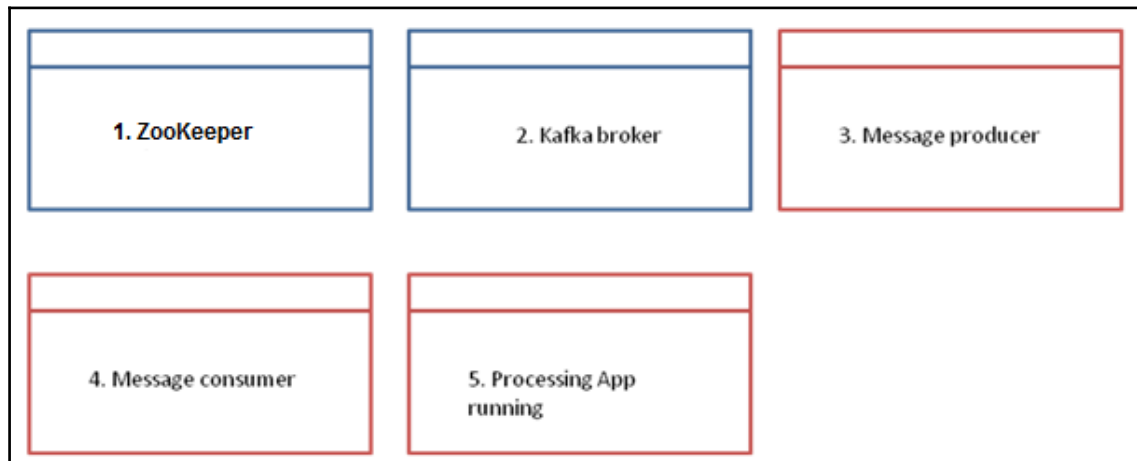 1. ZooKeeper
2. Kafka broker
3. Message producer
4. Message consumer
5. Processing App
running